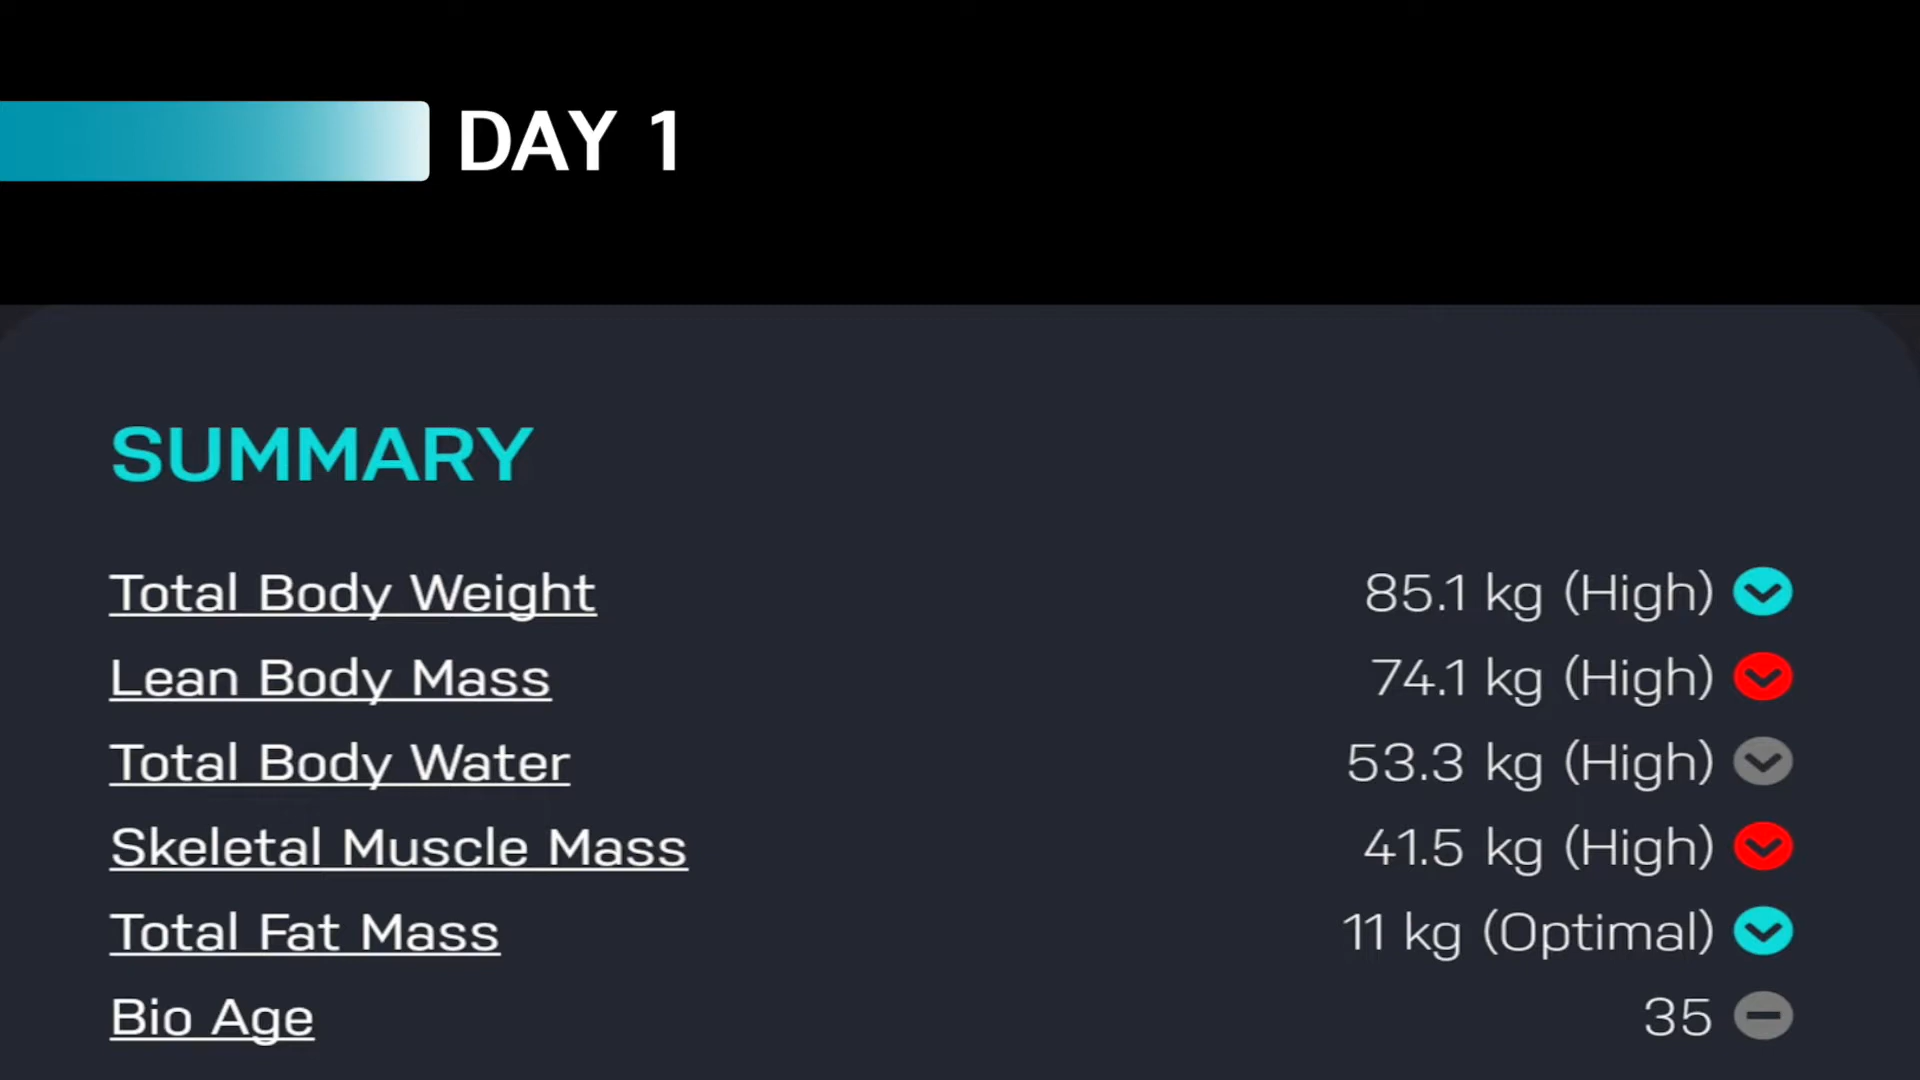 DAY 1
SUMMARY
Total Body Weight 85.1 kg (High)
Lean Body Mass 74.1 kg (High)
Total Body Water 53.3 kg (High)
Skeletal Muscle Mass 41.5 kg (High)
Total Fat Mass 11 kg (Optimal)
Bio Age 35